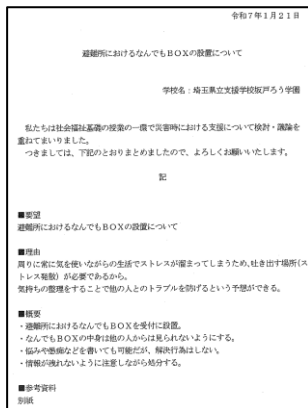 令和7年1月21日
避難所におけるなんでもBOXの設置について
学校名：埼玉県立支援学校坂戸ろう学園
私たちは社会福祉基礎の授業の一環で災害時における支援について検討・議論を
重ねてまいりました。
つきましては、下記のとおりまとめましたので、よろしくお願いいたします。
記
■要望
避難所におけるなんでもBOXの設置について
■理由
周りに常に気を使いながらの生活でストレスが溜まってしまうため、吐き出す場所(ス
トレス発散）が必要であるから。
気持ちの整理をすることで他の人とのトラブルを防げるという予想ができる。
■概要
・避難所におけるなんでもBOXを受付に設置。
・なんでもBOXの中身は他の人からは見られないようにする。
・悩みや愚痴などを書いても可能だが、解決行為はしない。
・情報が洩れないように注意しながら処分する。
■参考資料
別紙